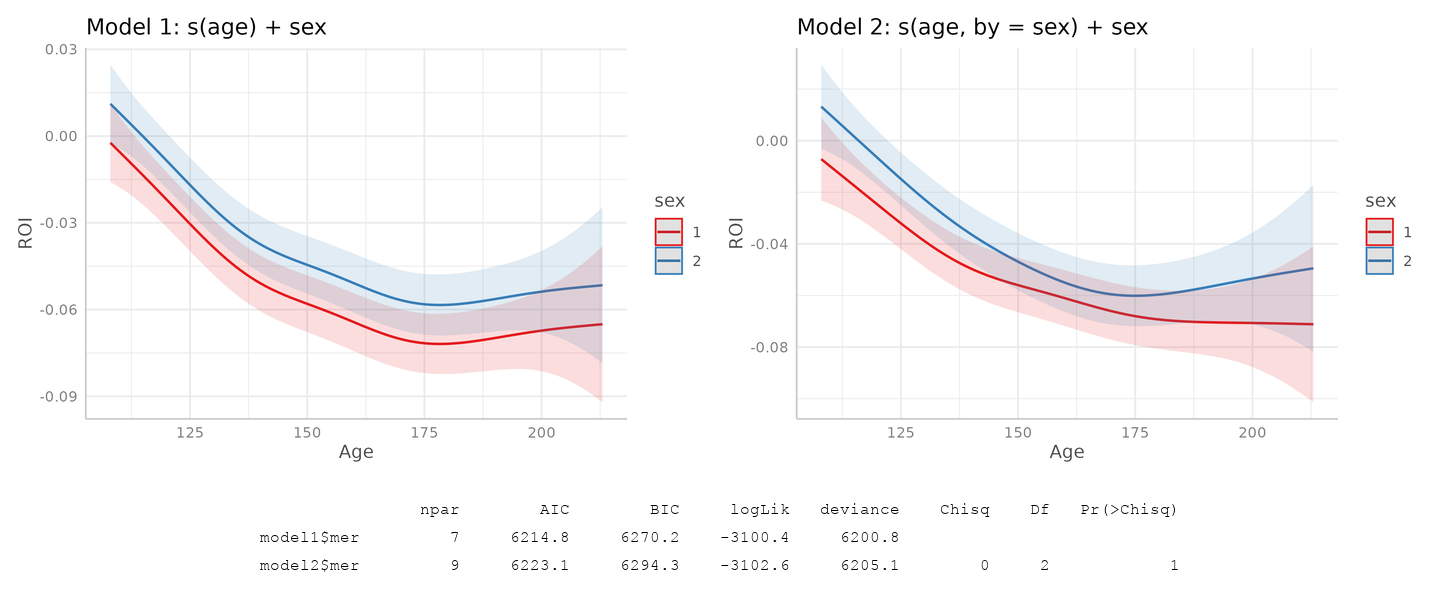 Model 1: s(age) + sex
0.03
0.00
-0.03
-0.06
-0.09
ROI
125 150 175 200
Age
sex
1
2
Model 2: s(age, by = sex) + sex
0.00
-0.04
-0.08
ROI
125 150 175 200
Age
sex
1
2
npar AIC BIC logLik deviance Chisq Df Pr(>Chisq)
model1$mer 7 6214.8 6270.2 -3100.4 6200.8
model2$mer 9 6223.1 6294.3 -3102.6 6205.1 0 2 1